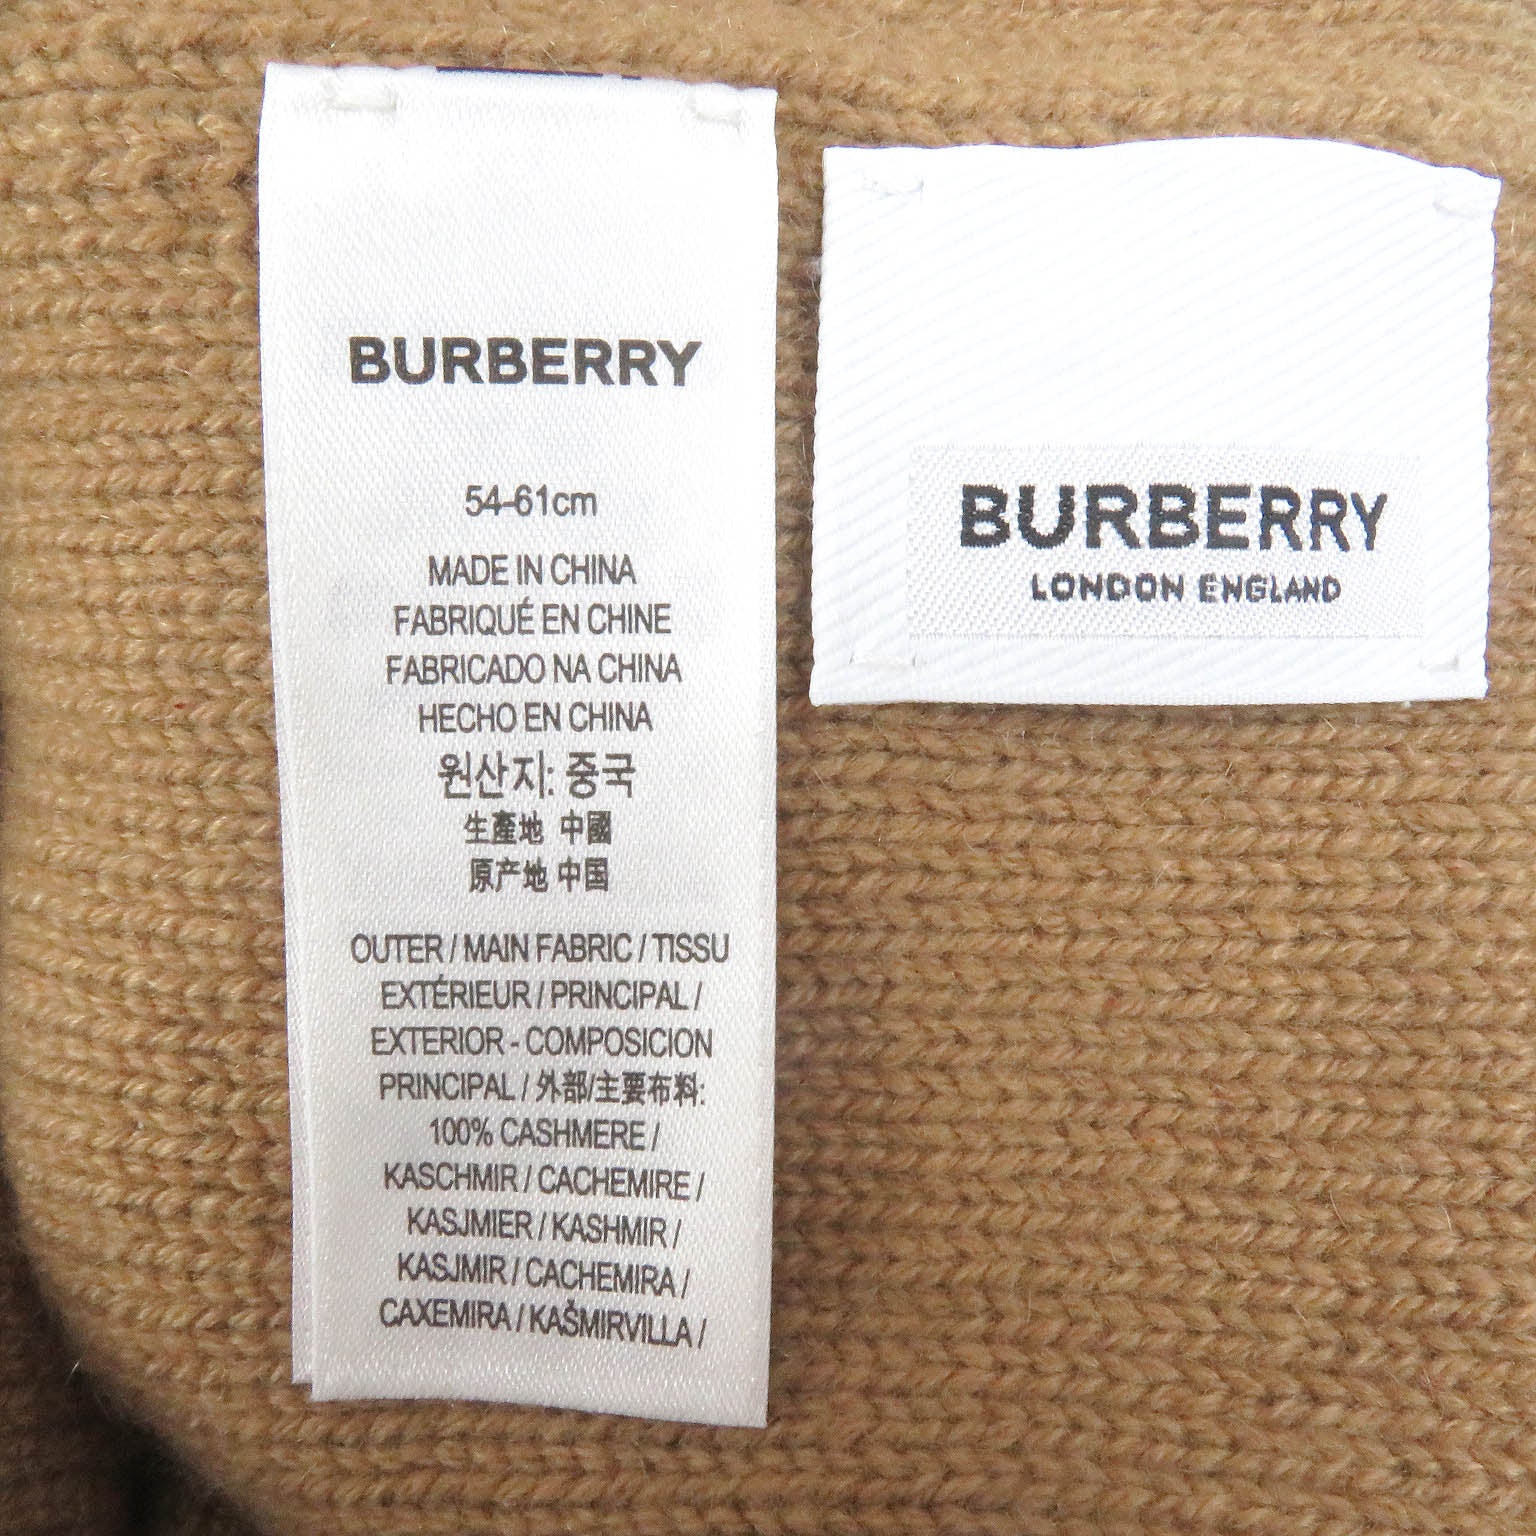 BURBERRY
54-61cm
MADE IN CHINA
FABRIQUÉ EN CHINE
FABRICADO NA CHINA
HECHO EN CHINA
원산지: 중국
生產地 中國
原产地 中国
OUTER / MAIN FABRIC / TISSU
EXTÉRIEUR / PRINCIPAL /
EXTERIOR - COMPOSICION
PRINCIPAL / 外部/主要布料:
100% CASHMERE /
KASCHMIR / CACHEMIRE /
KASJMIER / KASHMIR /
KASJMIR / CACHEMIRA /
CAXEMIRA / KAŠMIRVILLA /
BURBERRY
LONDON ENGLAND